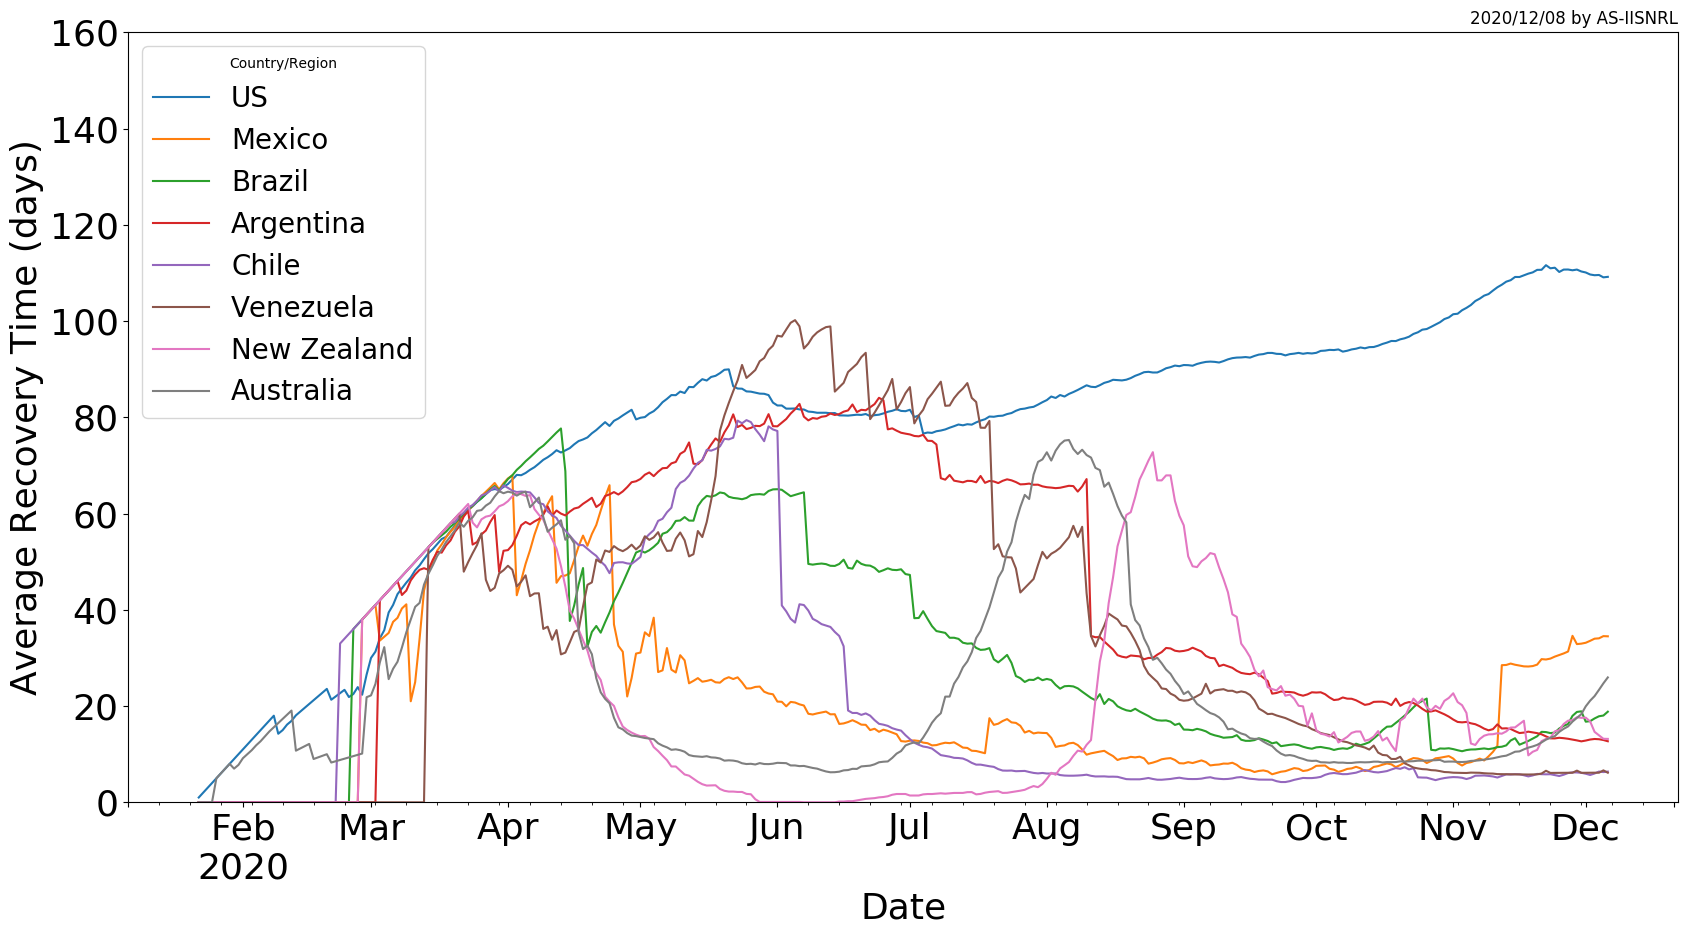 2020/12/08 by AS-IISNRL
160
140
120
100
80
60
40
20
0
Average Recovery Time (days)
Country/Region
US
Mexico
Brazil
Argentina
Chile
Venezuela
New Zealand
Australia
Feb Mar Apr May Jun Jul Aug Sep Oct Nov Dec
2020
Date